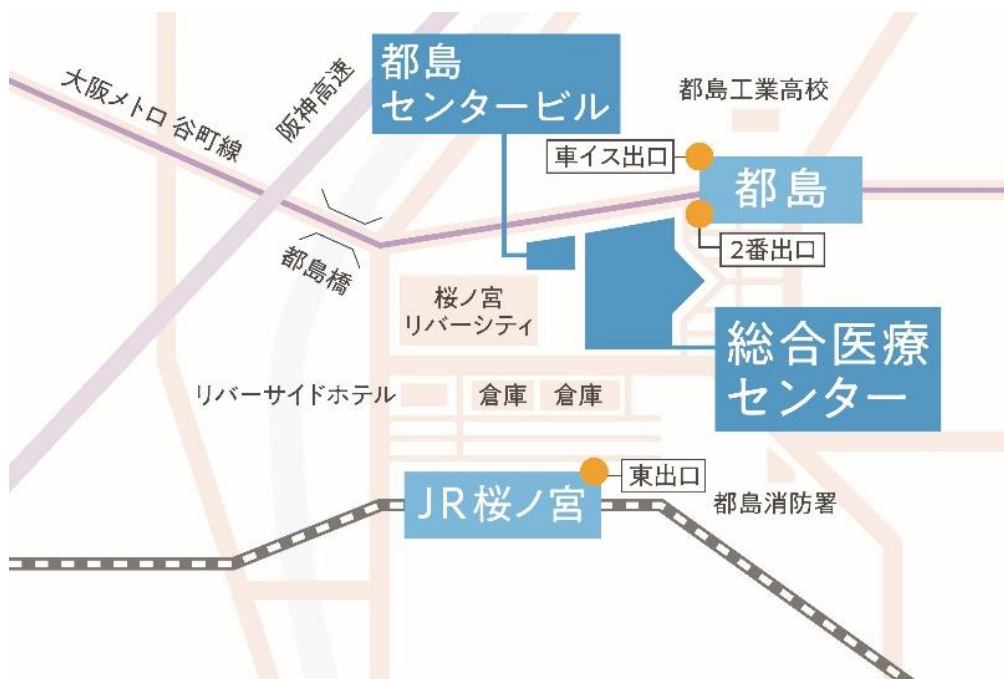 都島
センタービル
都島工業高校
大阪メトロ 谷町線
阪神高速
車イス出口
都島
2番出口
都島橋
桜ノ宮
リバーシティ
総合医療
センター
リバーサイドホテル
倉庫
倉庫
東出口
JR桜ノ宮
都島消防署